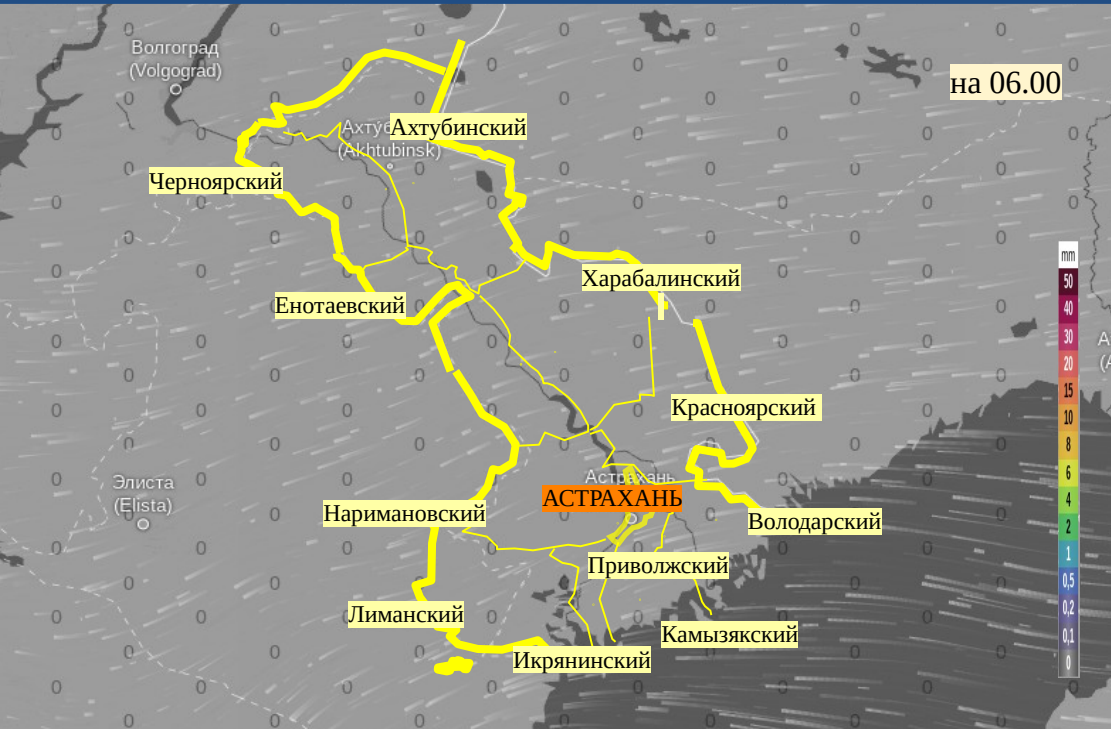 Волгоград
(Volgograd)
на 06.00
Ахтубинский
(Akhtubinsk)
Черноярский
Харабалинский
Енотаевский
mm
50
40
30
20
15
10
8
6
4
2
1
0,5
0,2
0,1
0
Красноярский
Элиста
(Elista)
Астрахань
АСТРАХАНЬ
Наримановский
Володарский
Приволжский
Лиманский
Камызякский
Икрянинский